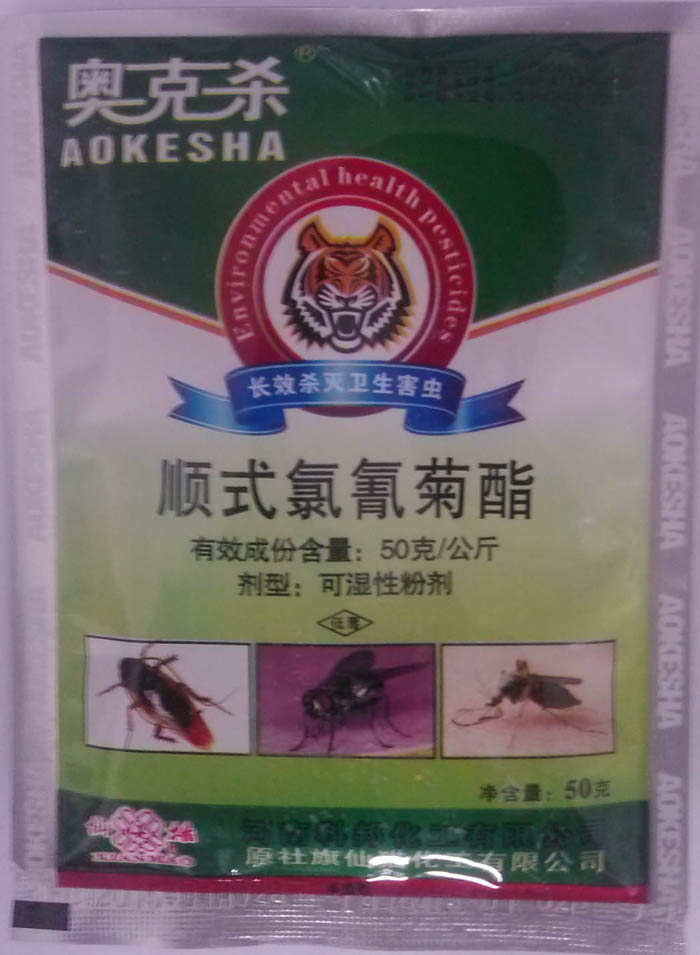 奥克杀
®
AOKESHA
Environmental health pesticides
长效杀灭卫生害虫
顺式氯氰菊酯
有效成份含量：50克/公斤
剂型：可湿性粉剂
低毒
净含量：50克
原社旗仙 化工有限公司
AOKESHA
AOKESHA
AOKESHA
AOKESHA
AOKESHA